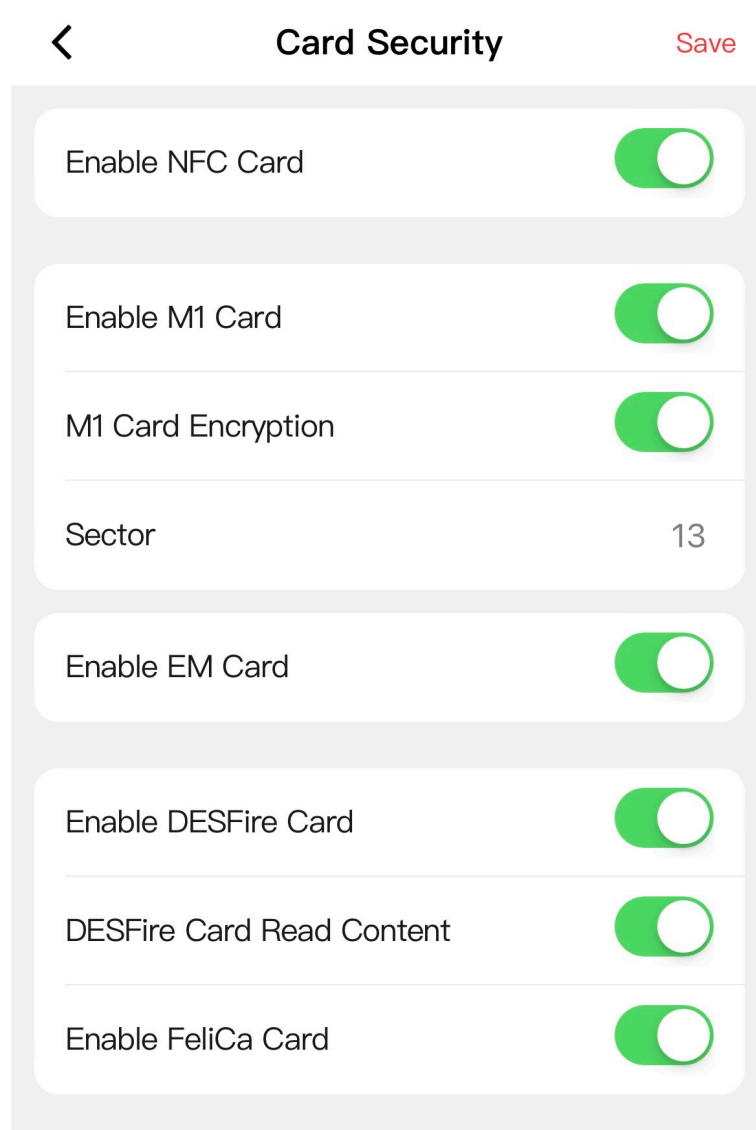 Card Security
Save
Enable NFC Card
Enable M1 Card
M1 Card Encryption
Sector
13
Enable EM Card
Enable DESFire Card
DESFire Card Read Content
Enable FeliCa Card